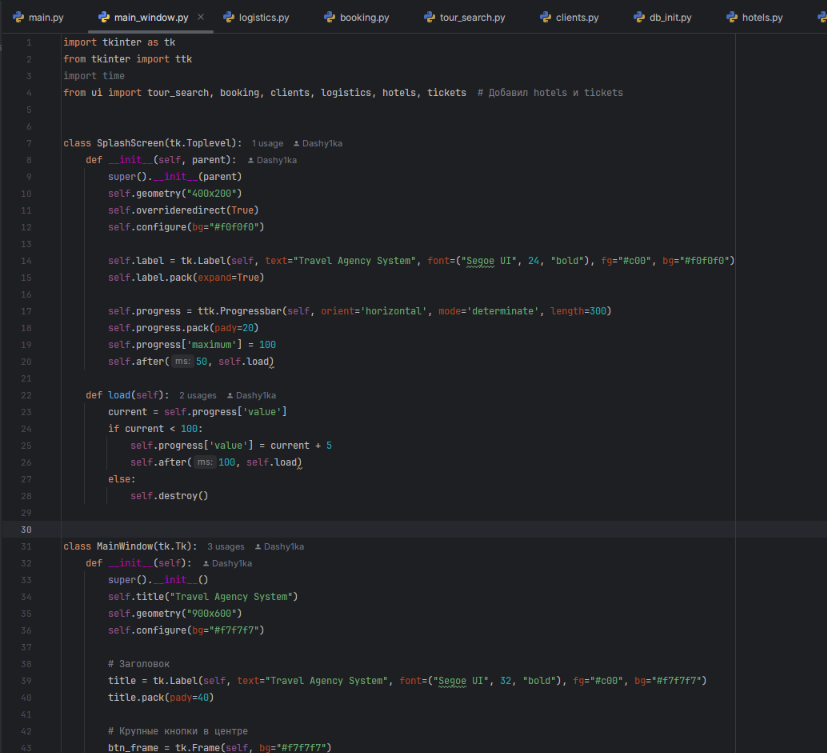 main.py main_window.py × logistics.py booking.py tour_search.py clients.py db_init.py hotels.py
1 import tkinter as tk
2 from tkinter import ttk
3 import time
4 from ui import tour_search, booking, clients, logistics, hotels, tickets  # Добавил hotels и tickets
5
6
7 class SplashScreen(tk.Toplevel): 1 usage Dashy1ka
8     def __init__(self, parent): Dashy1ka
9         super().__init__(parent)
10         self.geometry("400x200")
11         self.overrideredirect(True)
12         self.configure(bg="#f0f0f0")
13
14         self.label = tk.Label(self, text="Travel Agency System", font=("Segoe UI", 24, "bold"), fg="#c00", bg="#f0f0f0")
15         self.label.pack(expand=True)
16
17         self.progress = ttk.Progressbar(self, orient='horizontal', mode='determinate', length=300)
18         self.progress.pack(pady=20)
19         self.progress['maximum'] = 100
20         self.after( ms: 50, self.load)
21
22     def load(self): 2 usages Dashy1ka
23         current = self.progress['value']
24         if current < 100:
25             self.progress['value'] = current + 5
26             self.after( ms: 100, self.load)
27         else:
28             self.destroy()
29
30
31 class MainWindow(tk.Tk): 3 usages Dashy1ka
32     def __init__(self): Dashy1ka
33         super().__init__()
34         self.title("Travel Agency System")
35         self.geometry("900x600")
36         self.configure(bg="#f7f7f7")
37
38         # Заголовок
39         title = tk.Label(self, text="Travel Agency System", font=("Segoe UI", 32, "bold"), fg="#c00", bg="#f7f7f7")
40         title.pack(pady=40)
41
42         # Крупные кнопки в центре
43         btn_frame = tk.Frame(self, bg="#f7f7f7")